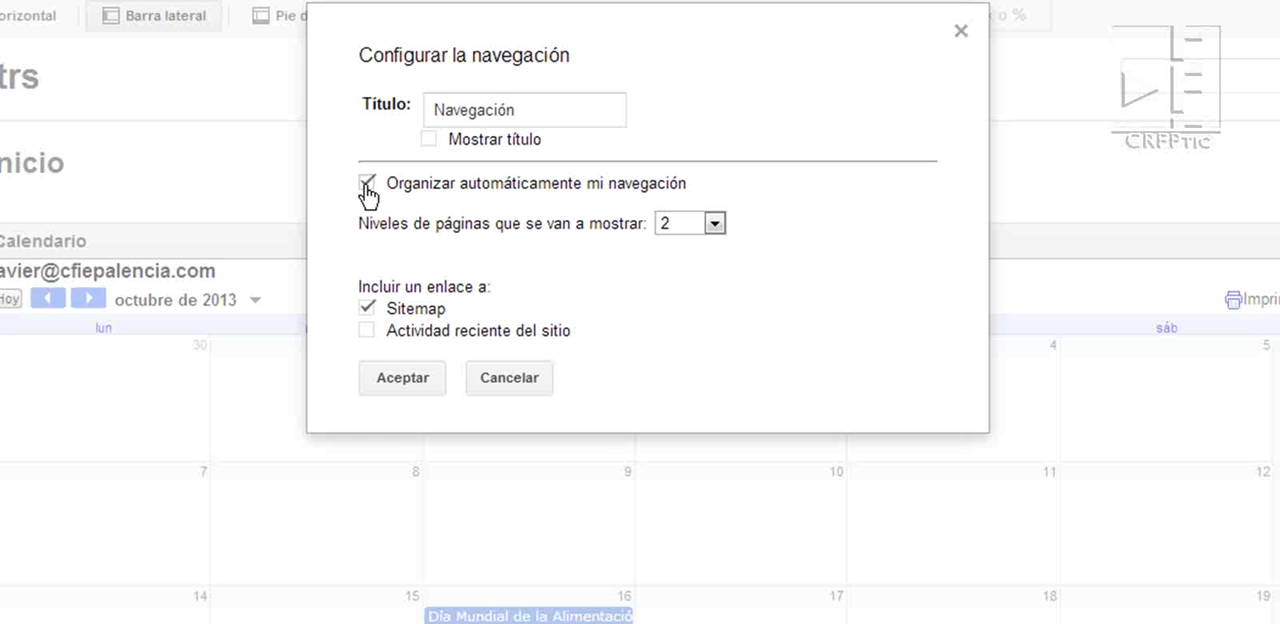 orizontal
Barra lateral
Pie d
o %
trs
nicio
Calendario
avier@cfiepalencia.com
Hoy
octubre de 2013
Imprim
lun
sáb
30
4
5
7
8
9
10
11
12
14
15
16
17
18
19
Día Mundial de la Alimentació
Configurar la navegación
Título:
Navegación
Mostrar título
Organizar automáticamente mi navegación
Niveles de páginas que se van a mostrar:
2
Incluir un enlace a:
Sitemap
Actividad reciente del sitio
Aceptar
Cancelar
CRFPTIC